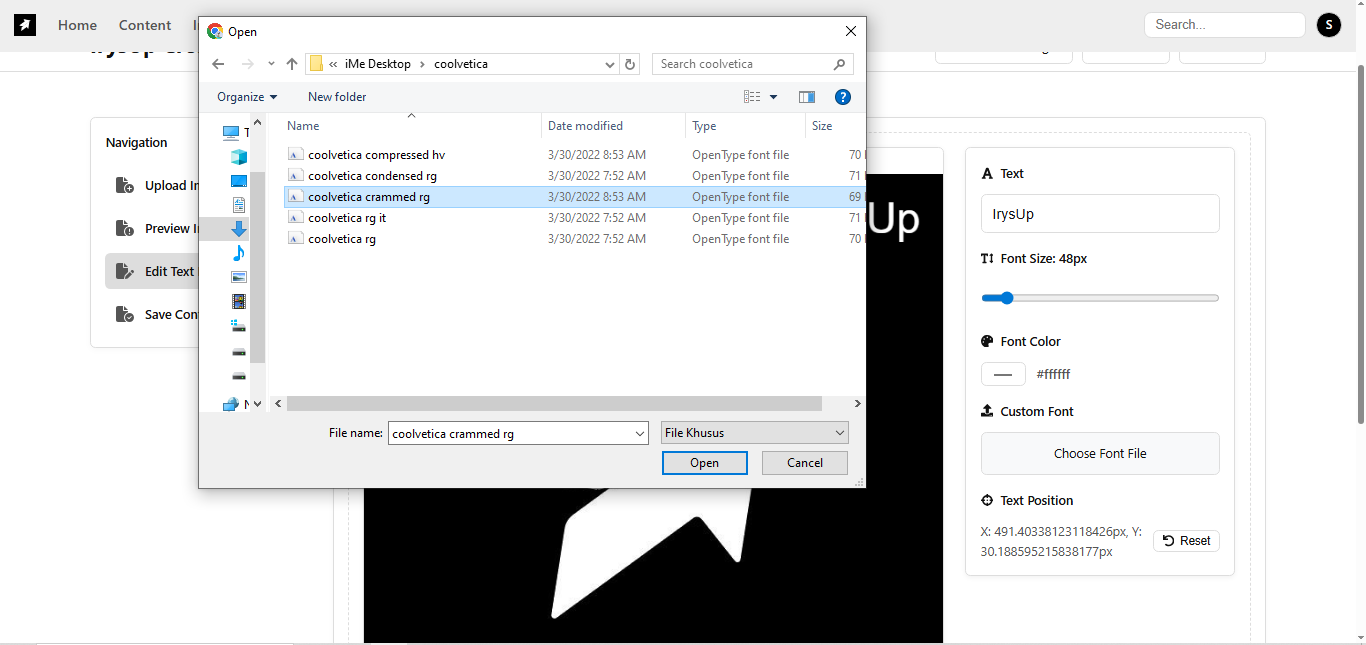 Home
Content
Search...
S
Open
« iMe Desktop › coolvetica
Search coolvetica
Organize
New folder
?
Name
Date modified
Type
Size
coolvetica compressed hv
3/30/2022 8:53 AM
OpenType font file
70
coolvetica condensed rg
3/30/2022 7:52 AM
OpenType font file
71
coolvetica crammed rg
3/30/2022 8:53 AM
OpenType font file
69
coolvetica rg it
3/30/2022 7:52 AM
OpenType font file
71
coolvetica rg
3/30/2022 7:52 AM
OpenType font file
70
File name:
coolvetica crammed rg
File Khusus
Open
Cancel
Navigation
Upload
Preview
Edit Text
Save
Up
Text
IrysUp
Font Size: 48px
Font Color
#ffffff
Custom Font
Choose Font File
Text Position
X: 491.40338123118426px, Y:
30.188595215838177px
Reset